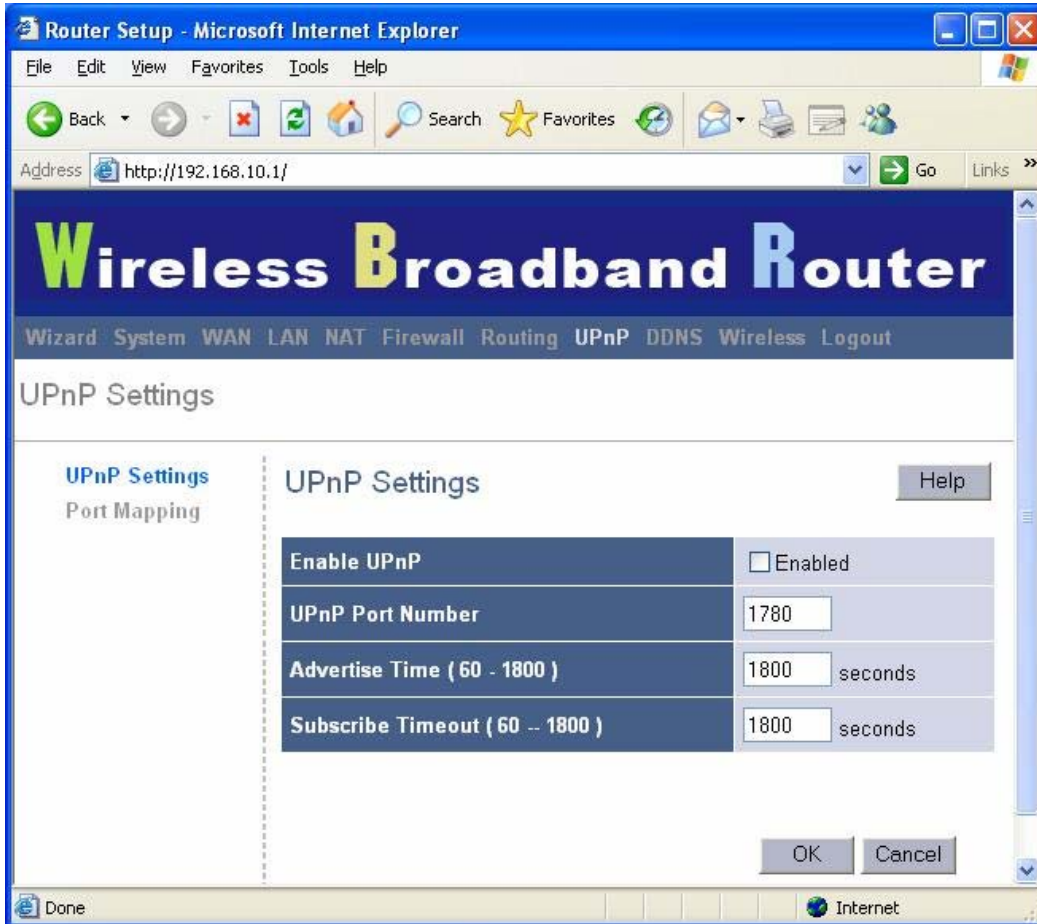 Router Setup - Microsoft Internet Explorer
File Edit View Favorites Tools Help
Back Search Favorites
Address http://192.168.10.1/ Go Links »
Wireless Broadband Router
Wizard System WAN LAN NAT Firewall Routing UPnP DDNS Wireless Logout
UPnP Settings
UPnP Settings
Port Mapping
UPnP Settings Help
Enable UPnP Enabled
UPnP Port Number 1780
Advertise Time ( 60 - 1800 ) 1800 seconds
Subscribe Timeout ( 60 -- 1800 ) 1800 seconds
OK Cancel
Done Internet